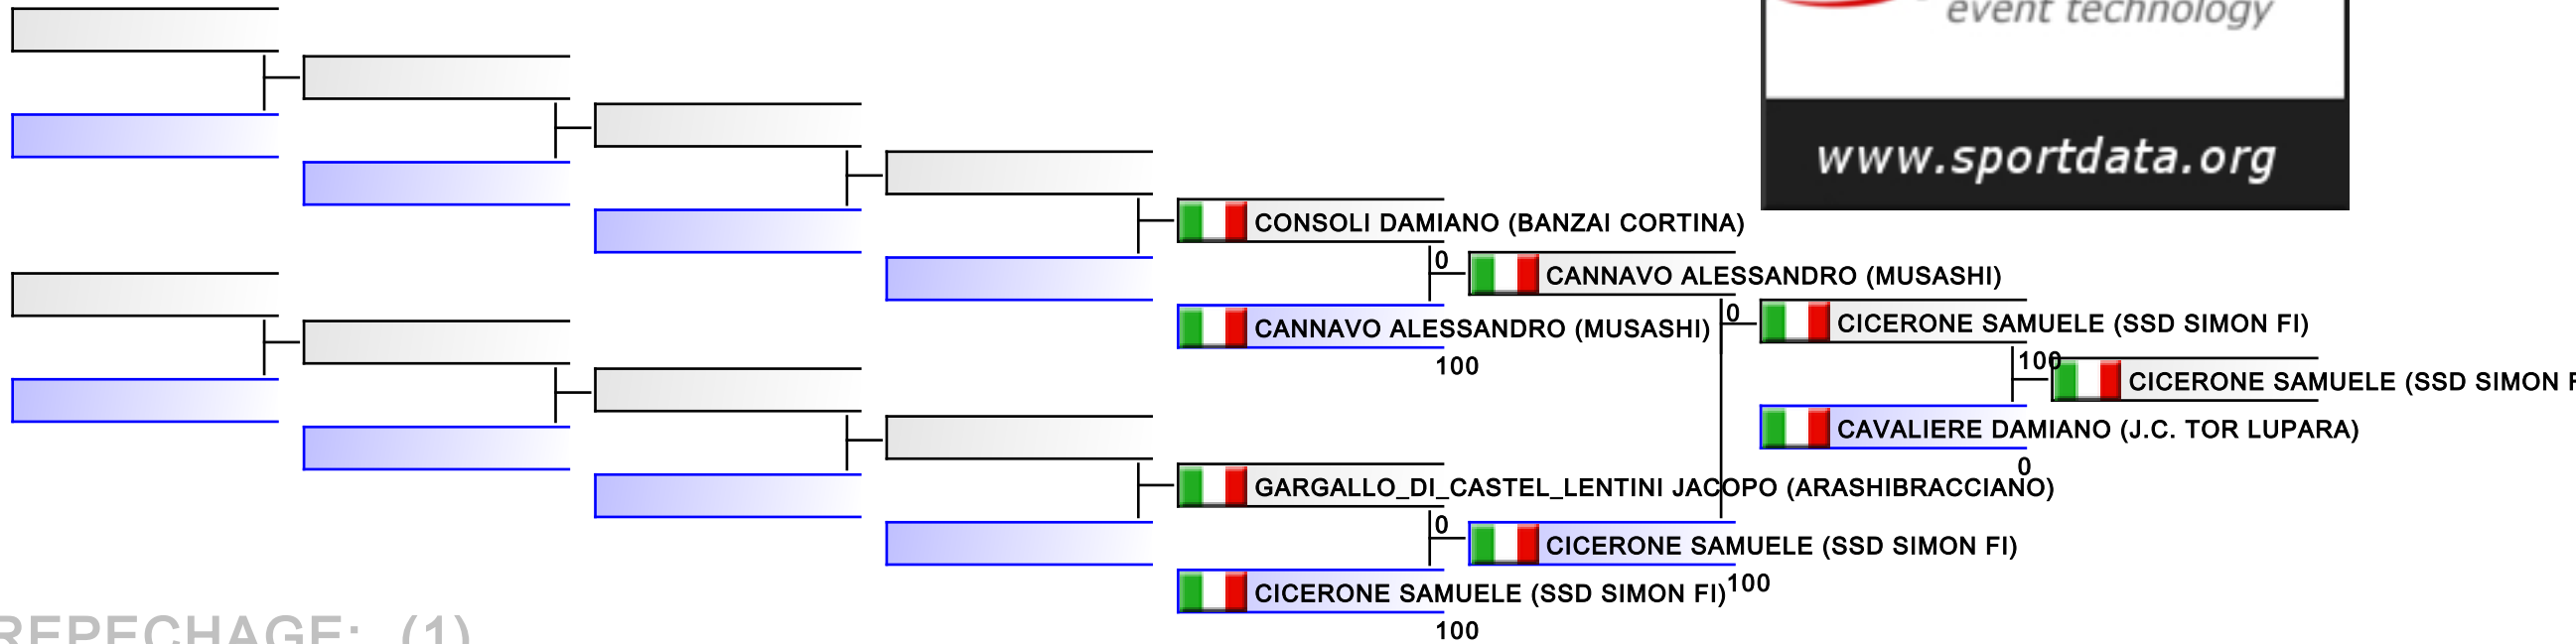 event technology
www.sportdata.org
CONSOLI DAMIANO (BANZAI CORTINA)
0
CANNAVO ALESSANDRO (MUSASHI)
0
CANNAVO ALESSANDRO (MUSASHI)
100
CICERONE SAMUELE (SSD SIMON FI)
100
CICERONE SAMUELE (SSD SIMON
CAVALIERE DAMIANO (J.C. TOR LUPARA)
0
GARGALLO_DI_CASTEL_LENTINI JACOPO (ARASHIBRACCIANO)
0
CICERONE SAMUELE (SSD SIMON FI)
100
CICERONE SAMUELE (SSD SIMON FI)
100
REPECHAGE: (1)